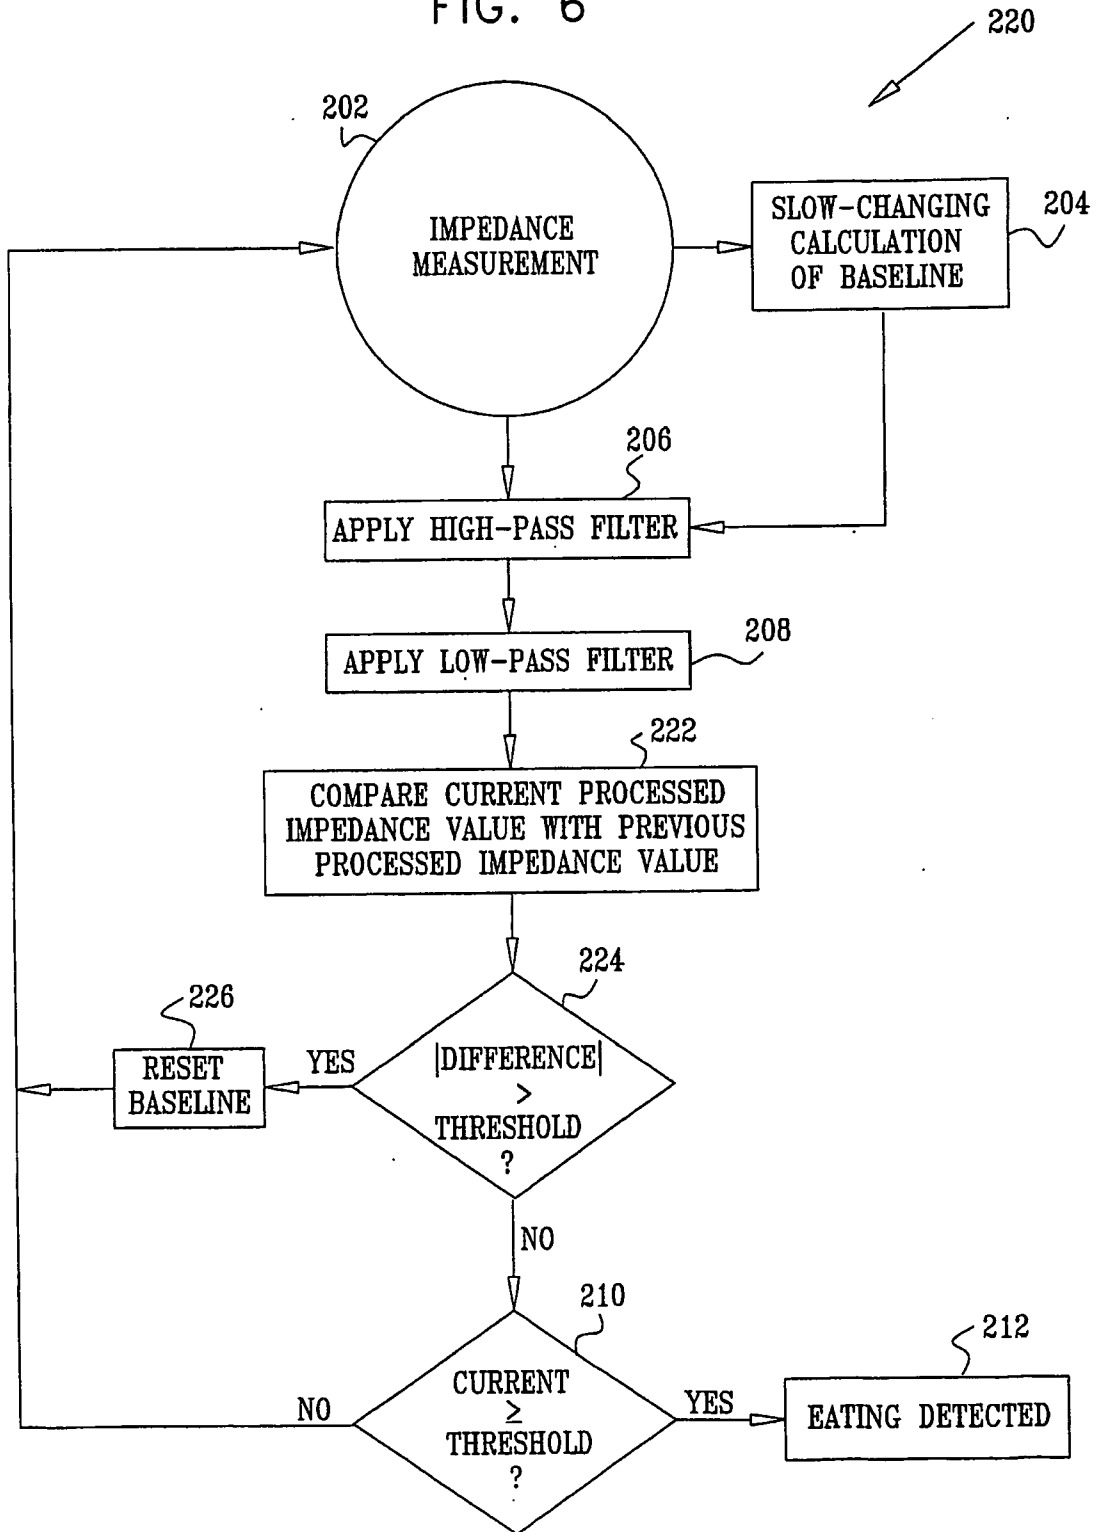 FIG. 6
220
202
IMPEDANCE
MEASUREMENT
SLOW-CHANGING
CALCULATION
OF BASELINE
204
206
APPLY HIGH-PASS FILTER
APPLY LOW-PASS FILTER
208
222
COMPARE CURRENT PROCESSED
IMPEDANCE VALUE WITH PREVIOUS
PROCESSED IMPEDANCE VALUE
224
|DIFFERENCE|
>
THRESHOLD
?
YES
226
RESET
BASELINE
NO
210
CURRENT
≥
THRESHOLD
?
NO
YES
212
EATING DETECTED